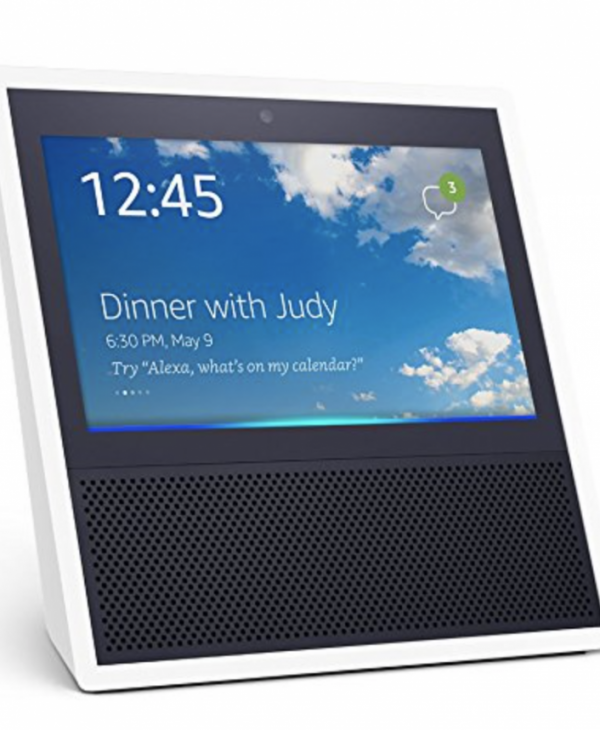 12:45
3
Dinner with Judy
6:30 PM, May 9
Try “Alexa, what's on my calendar?”